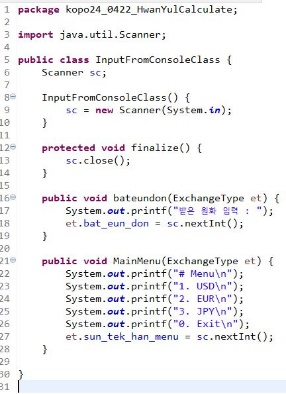 1 package kopo24_0422_HwanYulCalculate;
2
3 import java.util.Scanner;
4
5 public class InputFromConsoleClass {
6 Scanner sc;
7
8 InputFromConsoleClass() {
9 sc = new Scanner(System.in);
10 }
11
12 protected void finalize() {
13 sc.close();
14 }
15
16 public void bateundon(ExchangeType et) {
17 System.out.printf("받은 원화 입력 : ");
18 et.bat_eun_don = sc.nextInt();
19 }
20
21 public void MainMenu(ExchangeType et) {
22 System.out.printf("# Menu\n");
23 System.out.printf("1. USD\n");
24 System.out.printf("2. EUR\n");
25 System.out.printf("3. JPY\n");
26 System.out.printf("0. Exit\n");
27 et.sun_tek_han_menu = sc.nextInt();
28 }
29
30 }
31